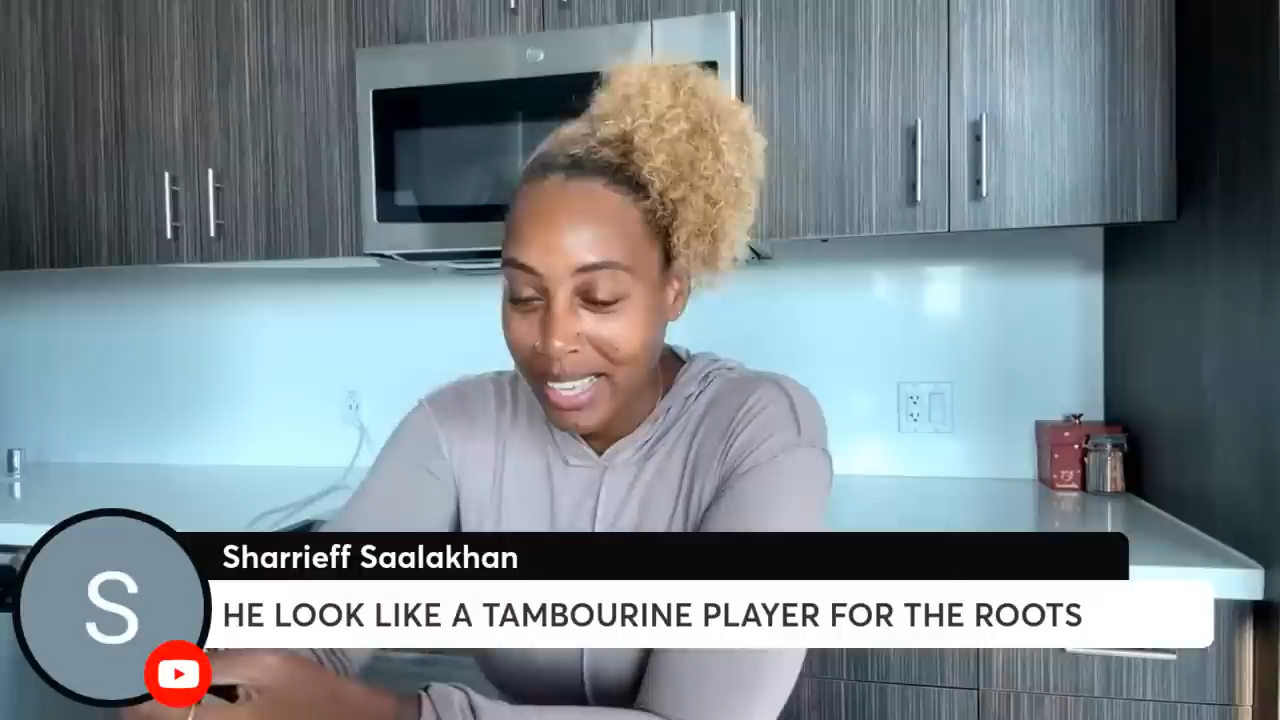 S
Sharrieff Saalakhan
HE LOOK LIKE A TAMBOURINE PLAYER FOR THE ROOTS